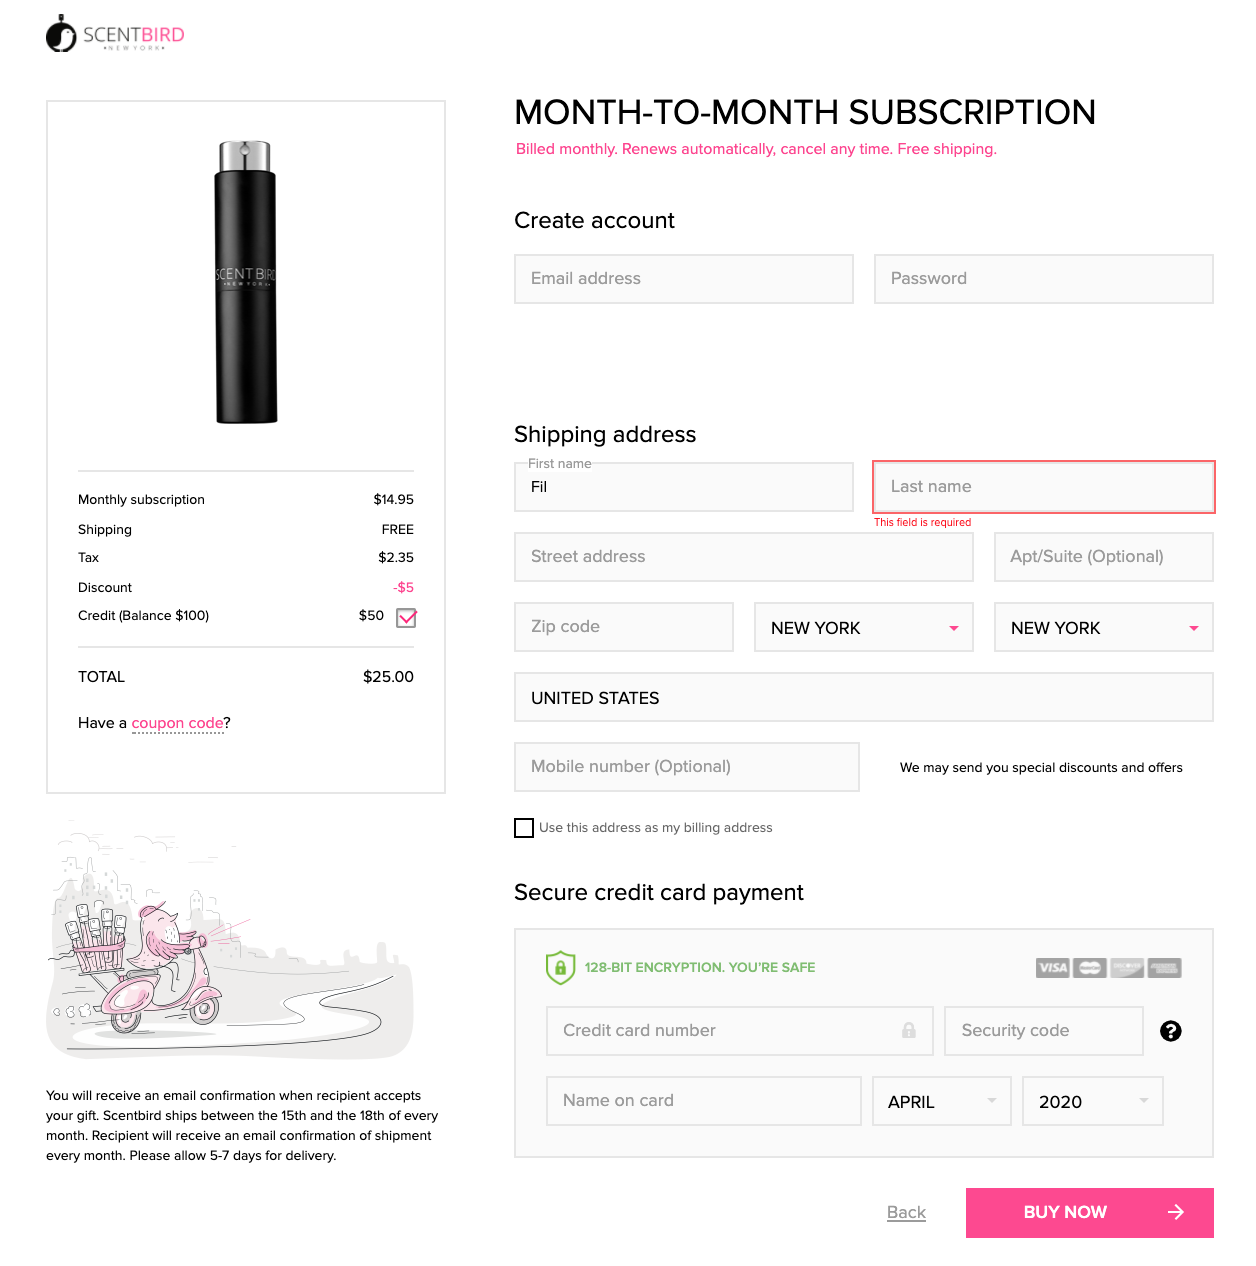 SCENTBIRD
•NEW YORK•
SCENTBIRD
•NEW YORK•
Monthly subscription $14.95
Shipping FREE
Tax $2.35
Discount -$5
Credit (Balance $100) $50
TOTAL $25.00
Have a coupon code?
You will receive an email confirmation when recipient accepts
your gift. Scentbird ships between the 15th and the 18th of every
month. Recipient will receive an email confirmation of shipment
every month. Please allow 5-7 days for delivery.
MONTH-TO-MONTH SUBSCRIPTION
Billed monthly. Renews automatically, cancel any time. Free shipping.
Create account
Email address Password
Shipping address
First name
Fil Last name
This field is required
Street address Apt/Suite (Optional)
Zip code NEW YORK NEW YORK
UNITED STATES
Mobile number (Optional) We may send you special discounts and offers
Use this address as my billing address
Secure credit card payment
128-BIT ENCRYPTION. YOU'RE SAFE VISA
Credit card number Security code ?
Name on card APRIL 2020
Back BUY NOW